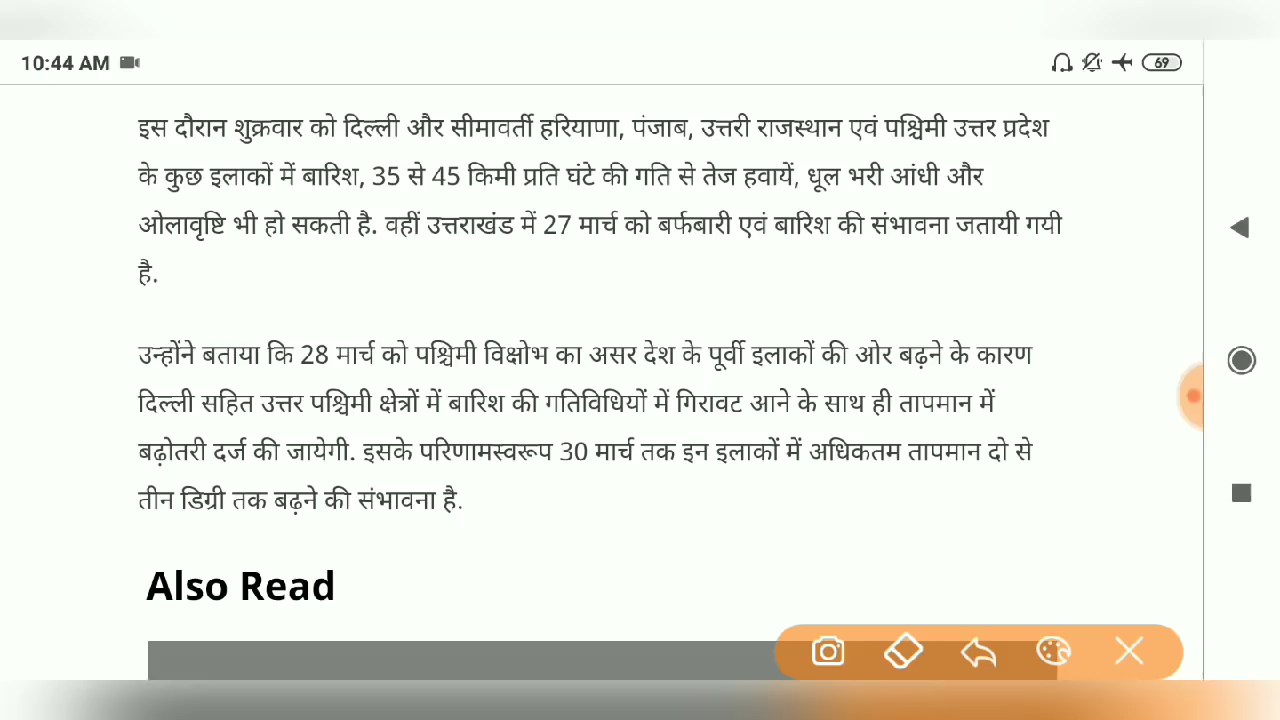 10:44 AM
69
इस दौरान शुक्रवार को दिल्ली और सीमावर्ती हरियाणा, पंजाब, उत्तरी राजस्थान एवं पश्चिमी उत्तर प्रदेश
के कुछ इलाकों में बारिश, 35 से 45 किमी प्रति घंटे की गति से तेज हवायें, धूल भरी आंधी और
ओलावृष्टि भी हो सकती है. वहीं उत्तराखंड में 27 मार्च को बर्फबारी एवं बारिश की संभावना जतायी गयी
है.
उन्होंने बताया कि 28 मार्च को पश्चिमी विक्षोभ का असर देश के पूर्वी इलाकों की ओर बढ़ने के कारण
दिल्ली सहित उत्तर पश्चिमी क्षेत्रों में बारिश की गतिविधियों में गिरावट आने के साथ ही तापमान में
बढ़ोतरी दर्ज की जायेगी. इसके परिणामस्वरूप 30 मार्च तक इन इलाकों में अधिकतम तापमान दो से
तीन डिग्री तक बढ़ने की संभावना है.
Also Read